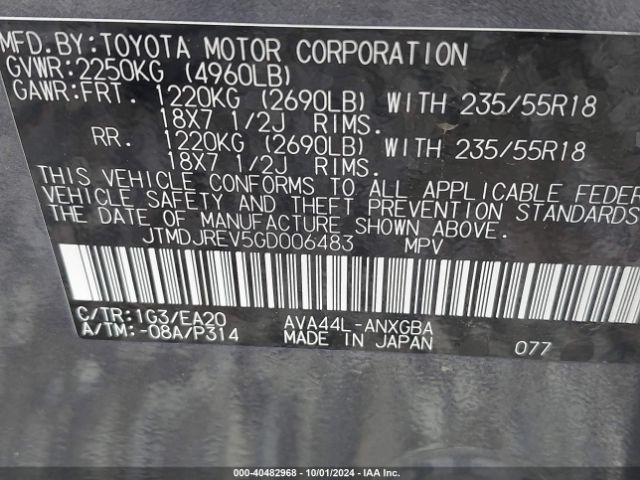 MFD.BY:TOYOTA MOTOR CORPORATION
GVWR:2250KG (4960LB)
GAWR:FRT. 1220KG (2690LB) WITH 235/55R18
18X7 1/2J RIMS.
RR. 1220KG (2690LB) WITH 235/55R18
18X7 1/2J RIMS.
THIS VEHICLE CONFORMS TO ALL APPLICABLE FEDER
VEHICLE SAFETY AND THEFT PREVENTION STANDARDS
THE DATE OF MANUFACTURE SHOWN ABOVE.
JTMDJREV5GD006483 MPV
C/TR:1G3/EA20 AVA44L-ANXGBA
A/TM:-08A/P314 MADE IN JAPAN 077
000-40482968 - 10/01/2024 - IAA Inc.